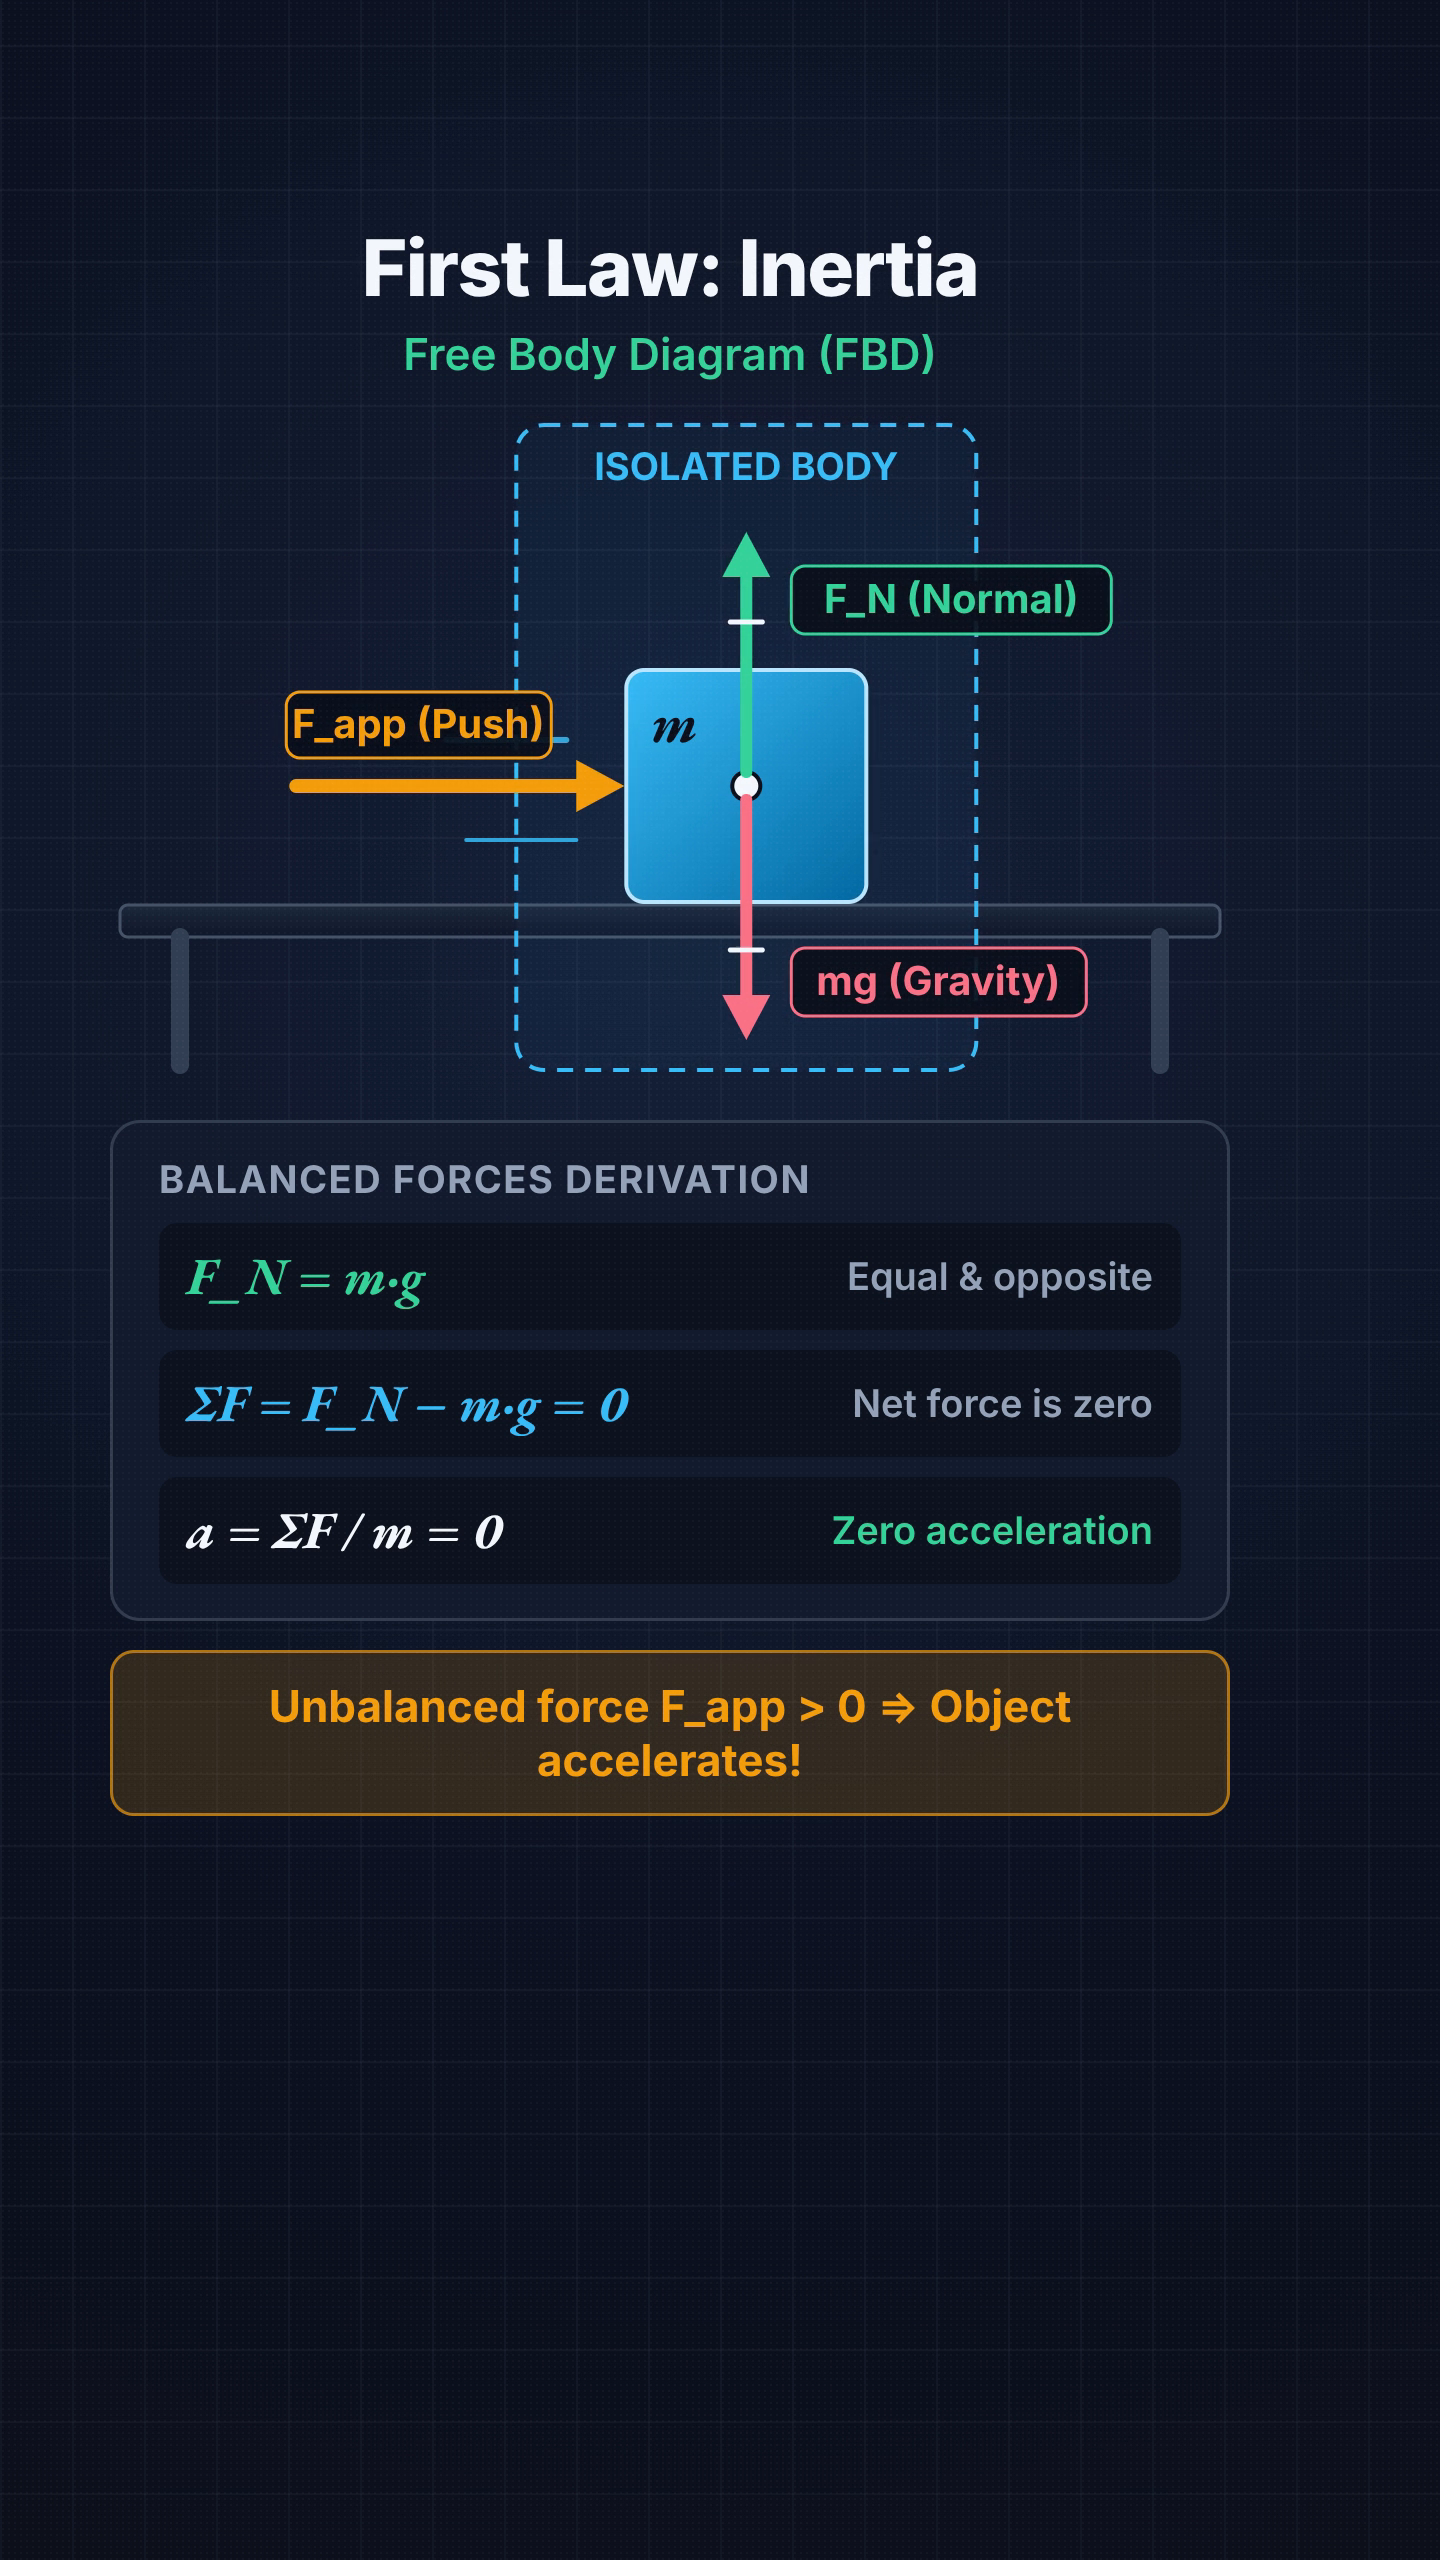 First Law: Inertia
Free Body Diagram (FBD)
ISOLATED BODY
F_N (Normal)
F_app (Push)
m
mg (Gravity)
BALANCED FORCES DERIVATION
F_N = m·g
Equal & opposite
ΣF = F_N − m·g = 0
Net force is zero
a = ΣF / m = 0
Zero acceleration
Unbalanced force F_app > 0 ⇒ Object
accelerates!